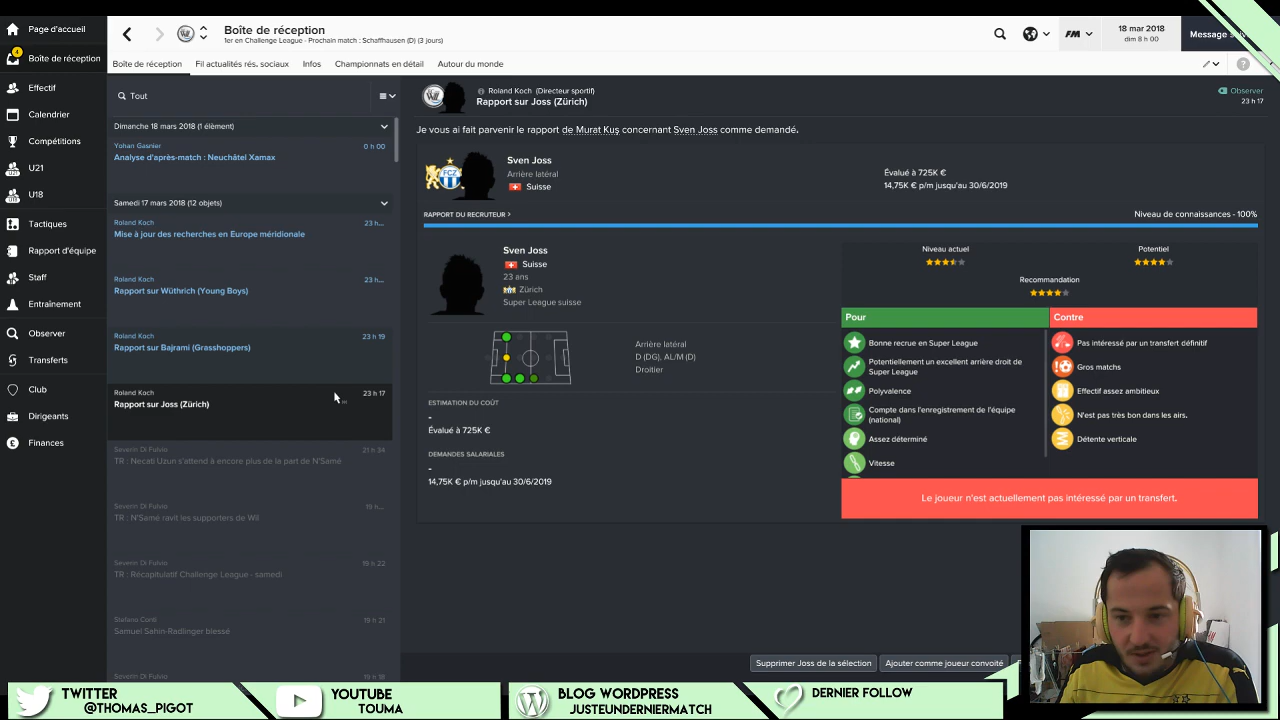 Page d'accueil
4
Boîte de réception
Effectif
Calendrier
Compétitions
U21
U18
Tactiques
Rapport d'équipe
Staff
Entraînement
Observer
Transferts
Club
Dirigeants
Finances
Boîte de réception
1er en Challenge League - Prochain match : Schaffhausen (D) (3 jours)
FM
18 mar 2018
dim 8 h 00
Message
Boîte de réception
Fil actualités rés. sociaux
Infos
Championnats en détail
Autour du monde
?
Tout
Dimanche 18 mars 2018 (1 élément)
Yohan Gasnier
0 h 00
Analyse d'après-match : Neuchâtel Xamax
Samedi 17 mars 2018 (12 objets)
Roland Koch
23 h...
Mise à jour des recherches en Europe méridionale
Roland Koch
23 h...
Rapport sur Wüthrich (Young Boys)
Roland Koch
23 h 19
Rapport sur Bajrami (Grasshoppers)
Roland Koch
23 h 17
Rapport sur Joss (Zürich)
Severin Di Fulvio
21 h 34
TR : Necati Uzun s'attend à encore plus de la part de N'Samé
Severin Di Fulvio
19 h...
TR : N'Samé ravit les supporters de Wil
Severin Di Fulvio
19 h 22
TR : Récapitulatif Challenge League - samedi
Stefano Conti
19 h 21
Samuel Sahin-Radlinger blessé
19 h 18
Roland Koch (Directeur sportif)
Rapport sur Joss (Zürich)
Observer
23 h 17
Je vous ai fait parvenir le rapport de Murat Kuş concernant Sven Joss comme demandé.
FCZ
Sven Joss
Arrière latéral
Suisse
Évalué à 725K €
14,75K € p/m jusqu'au 30/6/2019
RAPPORT DU RECRUTEUR >
Niveau de connaissances - 100%
Sven Joss
Suisse
23 ans
Zürich
Super League suisse
Niveau actuel
Potentiel
Recommandation
Arrière latéral
D (DG), AL/M (D)
Droitier
ESTIMATION DU COÛT
-
Évalué à 725K €
DEMANDES SALARIALES
-
14,75K € p/m jusqu'au 30/6/2019
Pour
Contre
Bonne recrue en Super League
Potentiellement un excellent arrière droit de
Super League
Polyvalence
Compte dans l'enregistrement de l'équipe
(national)
Assez déterminé
Vitesse
Pas intéressé par un transfert définitif
Gros matchs
Effectif assez ambitieux
N'est pas très bon dans les airs.
Détente verticale
Le joueur n'est actuellement pas intéressé par un transfert.
Supprimer Joss de la sélection
Ajouter comme joueur convoité
TWITTER
@THOMAS_PIGOT
YOUTUBE
TOUMA
BLOG WORDPRESS
JUSTEUNDERNIERMATCH
DERNIER FOLLOW